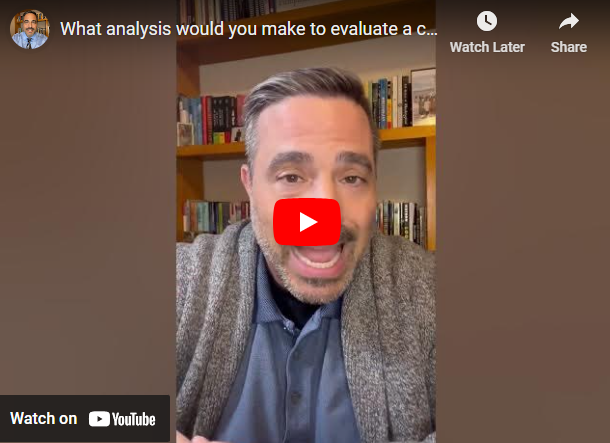 What analysis would you make to evaluate a c...
Watch Later
Share
Watch on YouTube